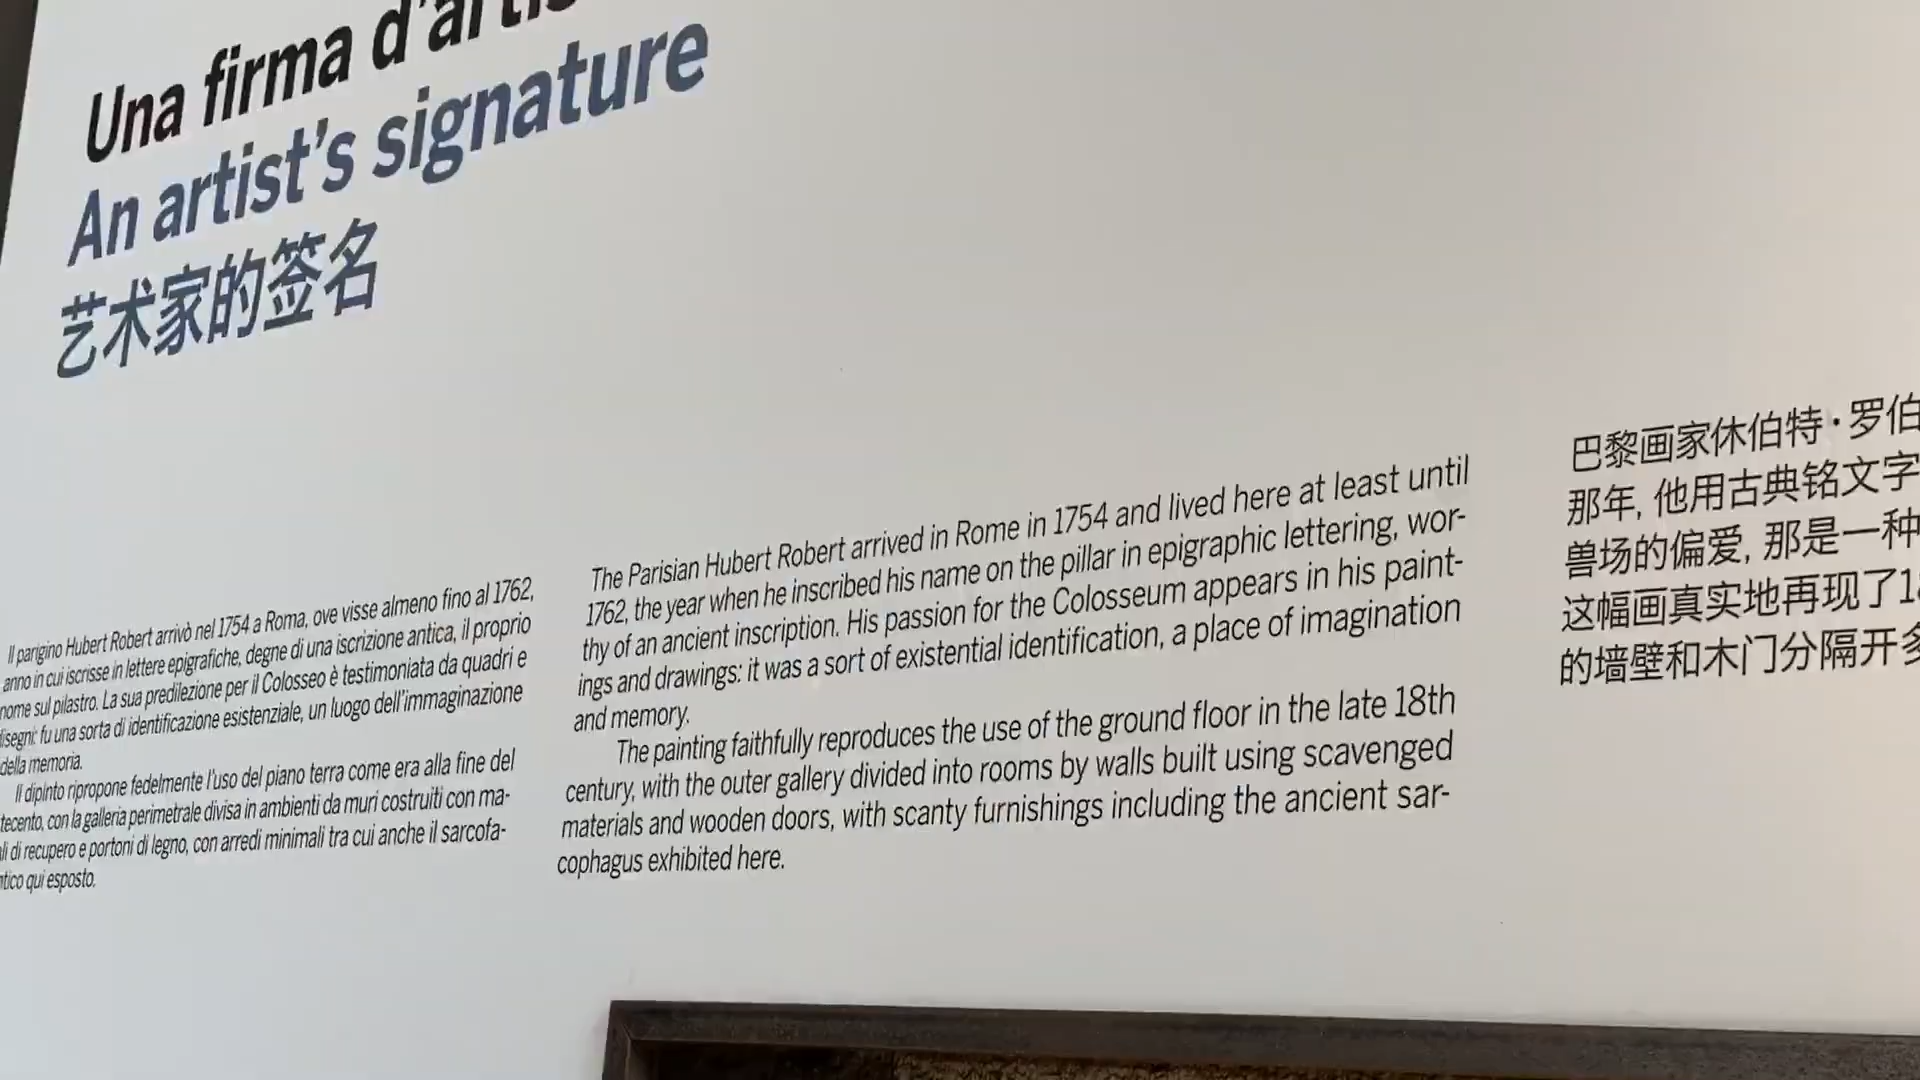 Una firma d'artis
An artist's signature
艺术家的签名
Il parigino Hubert Robert arrivò nel 1754 a Roma, ove visse almeno fino al 1762,
anno in cui iscrisse in lettere epigrafiche, degne di una iscrizione antica, il proprio
nome sul pilastro. La sua predilezione per il Colosseo è testimoniata da quadri e
disegni: fu una sorta di identificazione esistenziale, un luogo dell'immaginazione
della memoria.
Il dipinto ripropone fedelmente l'uso del piano terra come era alla fine del
tecento, con la galleria perimetrale divisa in ambienti da muri costruiti con ma-
li di recupero e portoni di legno, con arredi minimali tra cui anche il sarcofa-
ntico qui esposto.
The Parisian Hubert Robert arrived in Rome in 1754 and lived here at least until
1762, the year when he inscribed his name on the pillar in epigraphic lettering, wor-
thy of an ancient inscription. His passion for the Colosseum appears in his paint-
ings and drawings: it was a sort of existential identification, a place of imagination
and memory.
The painting faithfully reproduces the use of the ground floor in the late 18th
century, with the outer gallery divided into rooms by walls built using scavenged
materials and wooden doors, with scanty furnishings including the ancient sar-
cophagus exhibited here.
巴黎画家休伯特·罗伯
那年, 他用古典铭文字
兽场的偏爱, 那是一种
这幅画真实地再现了18
的墙壁和木门分隔开多